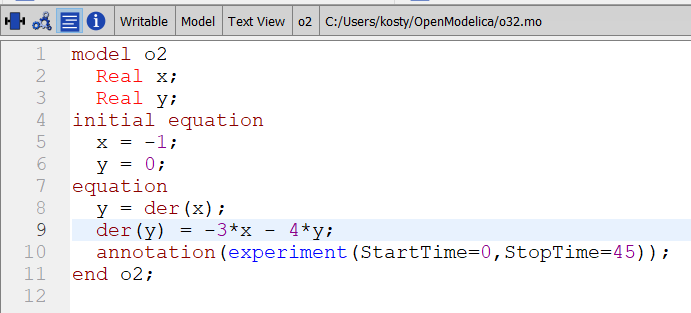 Writable Model Text View o2 C:/Users/kosty/OpenModelica/o32.mo
1 model o2
2 Real x;
3 Real y;
4 initial equation
5 x = -1;
6 y = 0;
7 equation
8 y = der(x);
9 der(y) = -3*x - 4*y;
10 annotation(experiment(StartTime=0,StopTime=45));
11 end o2;
12